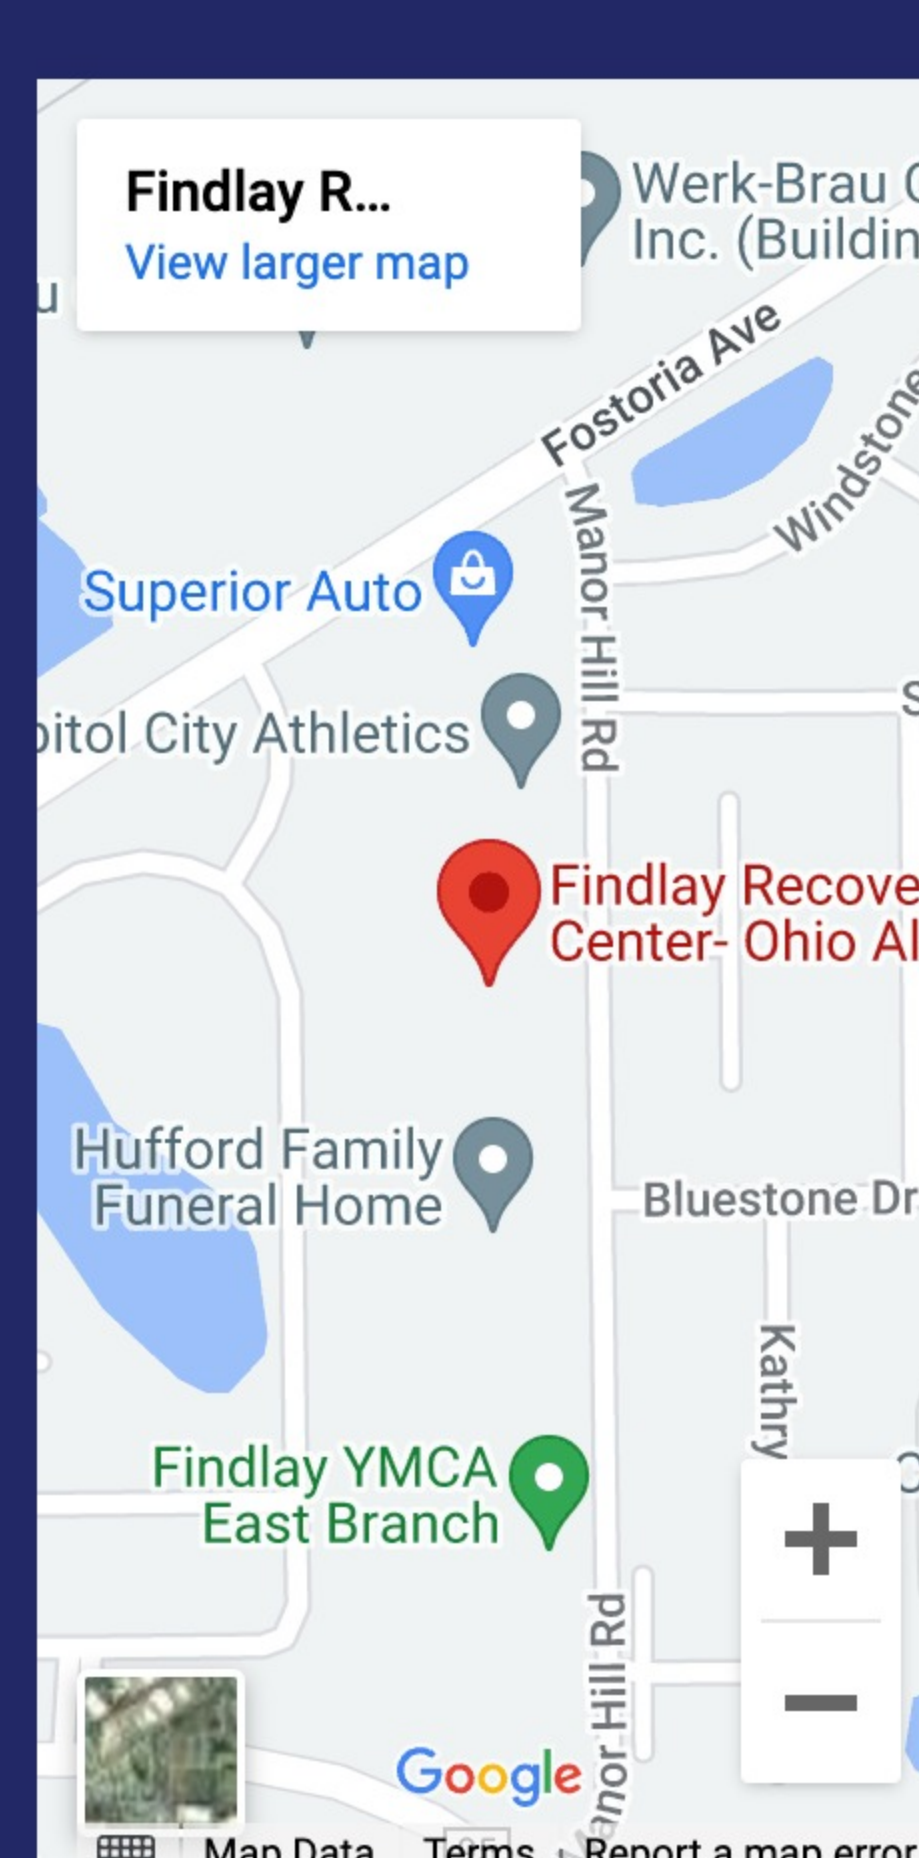 Findlay R...
View larger map
Werk-Brau
Inc. (Buildin
u
Fostoria Ave
Windstone
Manor Hill Rd
Superior Auto
pitol City Athletics
S
Findlay Recove
Center- Ohio Al
Hufford Family
Funeral Home
Bluestone Dr
Kathry
Findlay YMCA
East Branch
Manor Hill Rd
Google
Map Data
Terms
Report a map error